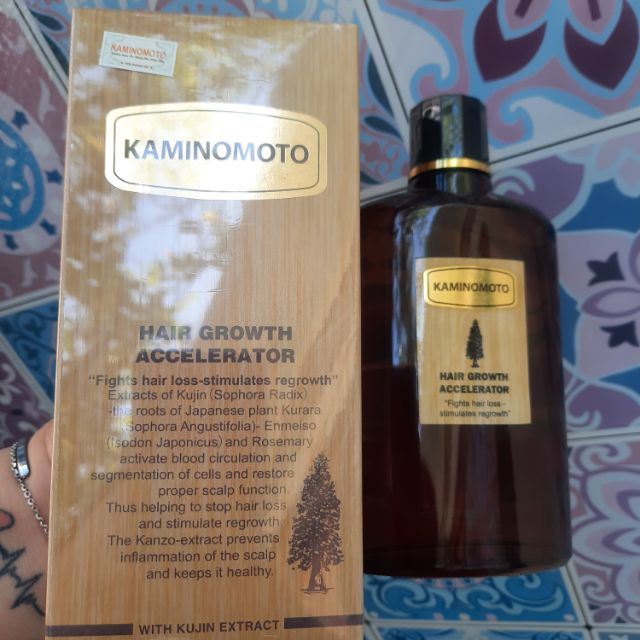 KAMINOMOTO
KAMINOMOTO
HAIR GROWTH
ACCELERATOR
"Fights hair loss-stimulates regrowth"
Extracts of Kujin (Sophora Radix)
-the roots of Japanese plant Kurara
(Sophora Angustifolia)- Enmeiso
(Isodon Japonicus) and Rosemary
activate blood circulation and
segmentation of cells and restore
proper scalp function.
Thus helping to stop hair loss
and stimulate regrowth.
The Kanzo-extract prevents
inflammation of the scalp
and keeps it healthy.
WITH KUJIN EXTRACT
KAMINOMOTO
HAIR GROWTH
ACCELERATOR
"Fights hair loss -
stimulates regrowth"